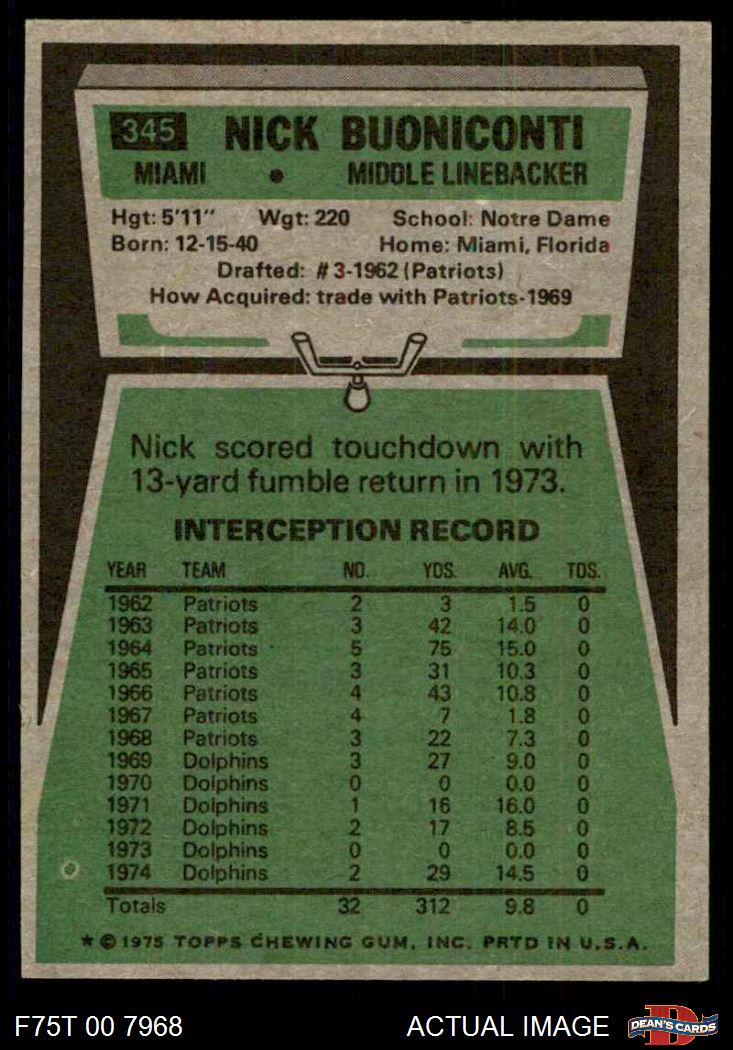 345 NICK BUONICONTI
MIAMI • MIDDLE LINEBACKER
Hgt: 5'11" Wgt: 220 School: Notre Dame
Born: 12-15-40 Home: Miami, Florida
Drafted: #3-1962 (Patriots)
How Acquired: trade with Patriots-1969
Nick scored touchdown with
13-yard fumble return in 1973.
INTERCEPTION RECORD
YEAR TEAM NO. YDS. AVG. TDS.
1962 Patriots 2 3 1.5 0
1963 Patriots 3 42 14.0 0
1964 Patriots 5 75 15.0 0
1965 Patriots 3 31 10.3 0
1966 Patriots 4 43 10.8 0
1967 Patriots 4 7 1.8 0
1968 Patriots 3 22 7.3 0
1969 Dolphins 3 27 9.0 0
1970 Dolphins 0 0 0.0 0
1971 Dolphins 1 16 16.0 0
1972 Dolphins 2 17 8.5 0
1973 Dolphins 0 0 0.0 0
1974 Dolphins 2 29 14.5 0
Totals 32 312 9.8 0
★ © 1975 TOPPS CHEWING GUM, INC. PRTD IN U.S.A.
F75T 00 7968 ACTUAL IMAGE D DEAN'S CARDS